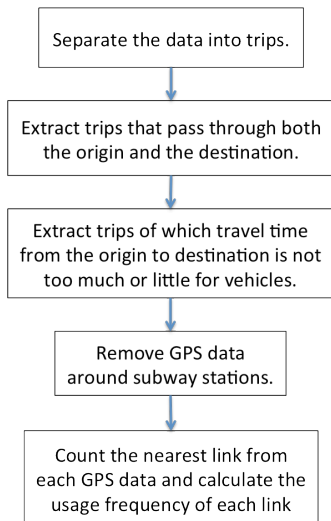 Separate the data into trips.
Extract trips that pass through both
the origin and the destination.
Extract trips of which travel time
from the origin to destination is not
too much or little for vehicles.
Remove GPS data
around subway stations.
Count the nearest link from
each GPS data and calculate the
usage frequency of each link